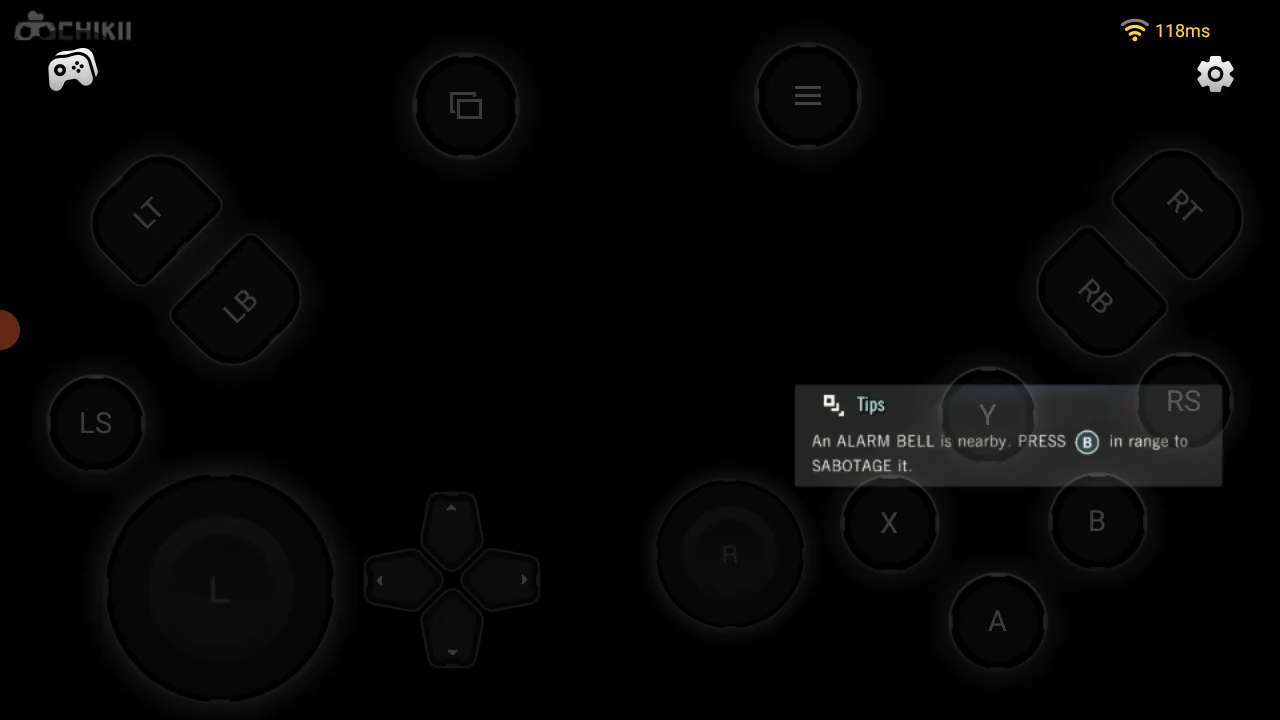 CHIKII
118ms
LT
RT
LB
RB
LS
RS
Tips
Y
An ALARM BELL is nearby. PRESS B in range to
SABOTAGE it.
X
B
R
L
A